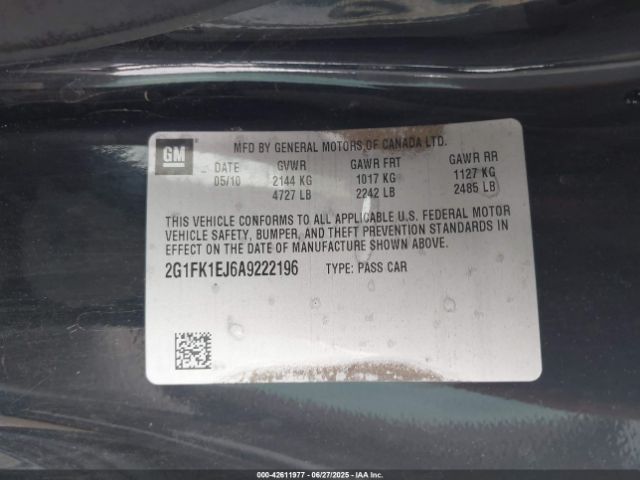 GM
MFD BY GENERAL MOTORS OF CANADA LTD.
DATE GVWR GAWR FRT GAWR RR
05/10 2144 KG 1017 KG 1127 KG
4727 LB 2242 LB 2485 LB
THIS VEHICLE CONFORMS TO ALL APPLICABLE U.S. FEDERAL MOTOR
VEHICLE SAFETY, BUMPER, AND THEFT PREVENTION STANDARDS IN
EFFECT ON THE DATE OF MANUFACTURE SHOWN ABOVE.
2G1FK1EJ6A9222196 TYPE: PASS CAR
000-42611977 06/27/2025 IAAI.COM